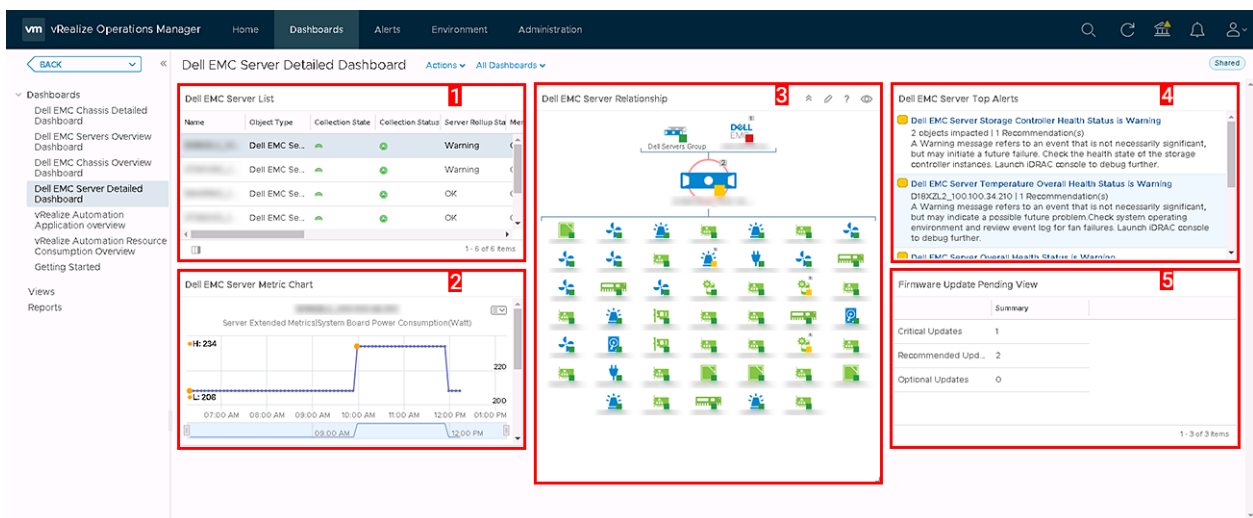 vm vRealize Operations Manager Home Dashboards Alerts Environment Administration
BACK
Dell EMC Server Detailed Dashboard Actions All Dashboards Shared
Dashboards
Dell EMC Chassis Detailed
Dashboard
Dell EMC Servers Overview
Dashboard
Dell EMC Chassis Overview
Dashboard
Dell EMC Server Detailed
Dashboard
vRealize Automation
Application overview
vRealize Automation Resource
Consumption Overview
Getting Started
Views
Reports
Dell EMC Server List 1
Name Object Type Collection State Collection Status Server Rollup Sta Mer
Dell EMC Se.. Warning
Dell EMC Se.. Warning
Dell EMC Se.. OK
Dell EMC Se.. OK
1 - 6 of 6 items
Dell EMC Server Metric Chart 2
Server Extended Metrics|System Board Power Consumption(Watt)
H: 234
220
L: 208
200
07:00 AM 08:00 AM 09:00 AM 10:00 AM 11:00 AM 12:00 PM 01:00 PM
09:00 AM 12:00 PM
Dell EMC Server Relationship 3 ?
DELL
EMC
Dell Servers Group
2
Dell EMC Server Top Alerts 4
Dell EMC Server Storage Controller Health Status is Warning
2 objects impacted | 1 Recommendation(s)
A Warning message refers to an event that is not necessarily significant,
but may initiate a future failure. Check the health state of the storage
controller instances. Launch iDRAC console to debug further.
Dell EMC Server Temperature Overall Health Status is Warning
D18XZL2_100.100.34.210 | 1 Recommendation(s)
A Warning message refers to an event that is not necessarily significant,
but may indicate a possible future problem.Check system operating
environment and review event log for fan failures. Launch iDRAC console
to debug further.
Dell EMC Server Overall Health Status is Warning
Firmware Update Pending View 5
Summary
Critical Updates 1
Recommended Upd... 2
Optional Updates 0
1 - 3 of 3 items